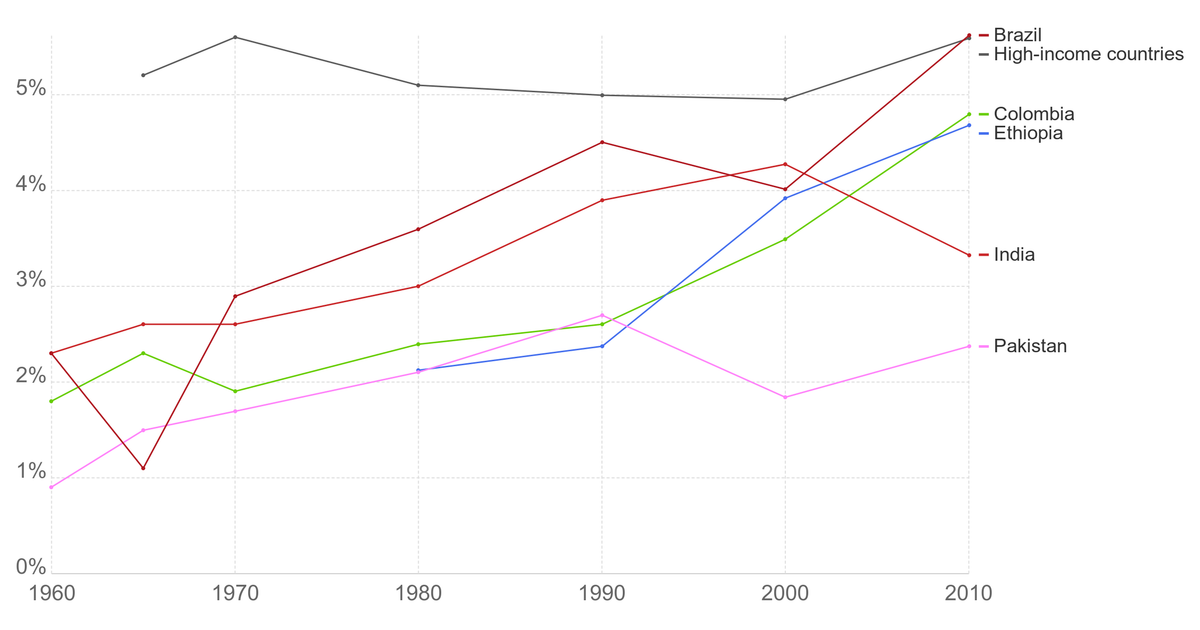 Brazil
High-income countries
5%
Colombia
Ethiopia
4%
3%
India
2%
Pakistan
1%
0%
1960 1970 1980 1990 2000 2010